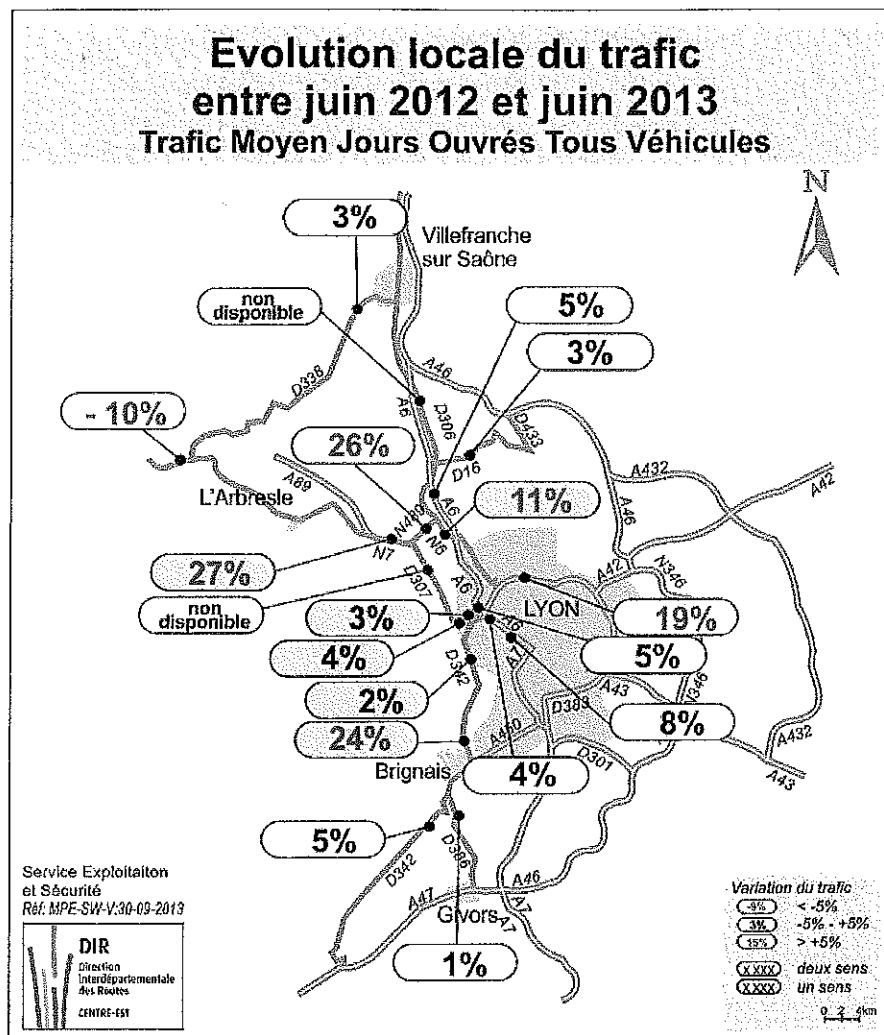 Evolution locale du trafic
entre juin 2012 et juin 2013
Trafic Moyen Jours Ouvrés Tous Véhicules
N
3%
Villefranche
sur Saône
non
disponible
5%
3%
A46
D338
A6
D306
D433
- 10%
26%
D16
A432
A42
L'Arbresle
A89
A6
11%
A46
N489
N6
N7
27%
D307
A6
A42
N346
non
disponible
LYON
19%
3%
A6
5%
4%
A7
D342
A43
N346
2%
D383
8%
24%
A450
A432
Brignais
4%
D301
A43
5%
D342
D386
Service Exploitaiton
et Sécurité
Réf: MPE-SW-V:30-09-2013
A47
A46
Givors
A7
A7
1%
DIR
Direction
Interdépartementale
des Routes
CENTRE-EST
Variation du trafic
-9% < -5%
3% -5% - +5%
15% > +5%
X XXX deux sens
X XXX un sens
0 2 4km